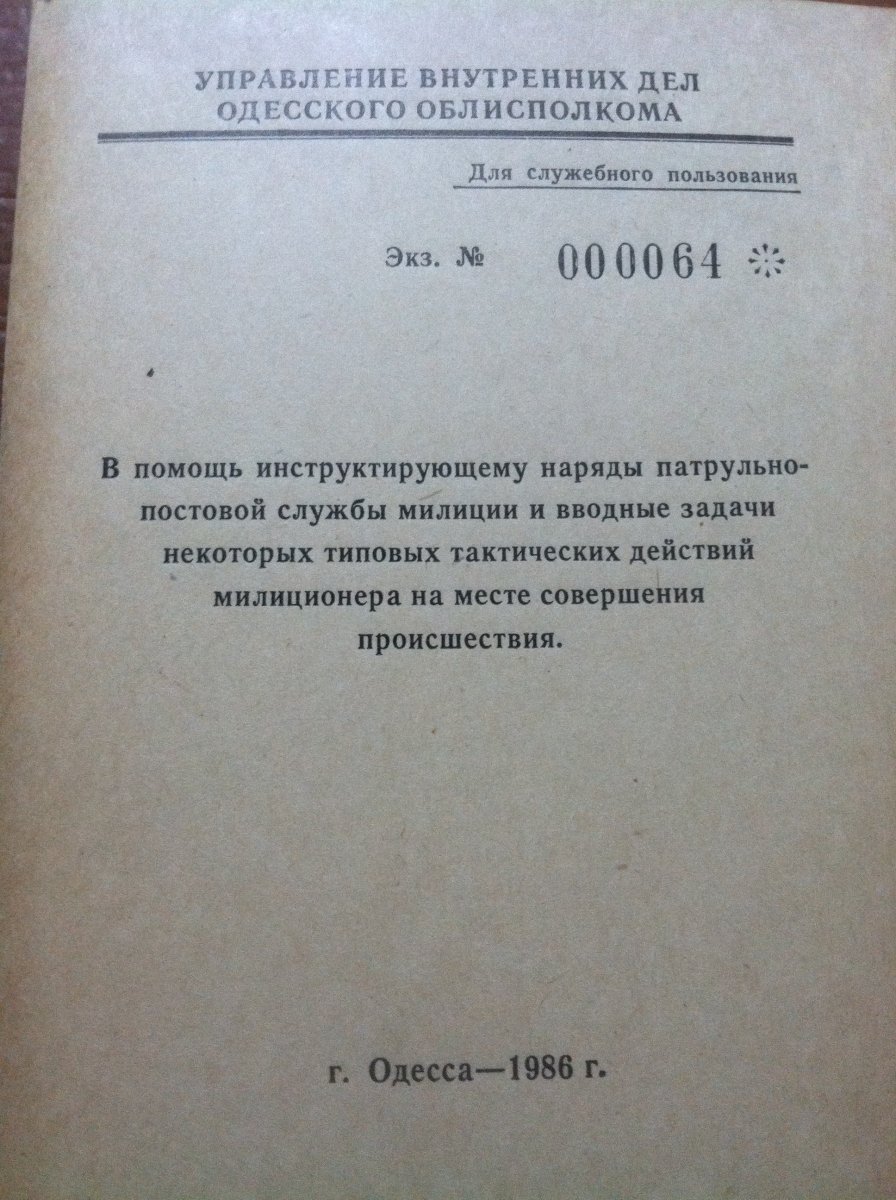 УПРАВЛЕНИЕ ВНУТРЕННИХ ДЕЛ
ОДЕССКОГО ОБЛИСПОЛКОМА
Для служебного пользования
Экз. № 000064
В помощь инструктирующему наряды патрульно-
постовой службы милиции и вводные задачи
некоторых типовых тактических действий
милиционера на месте совершения
происшествия.
г. Одесса—1986 г.